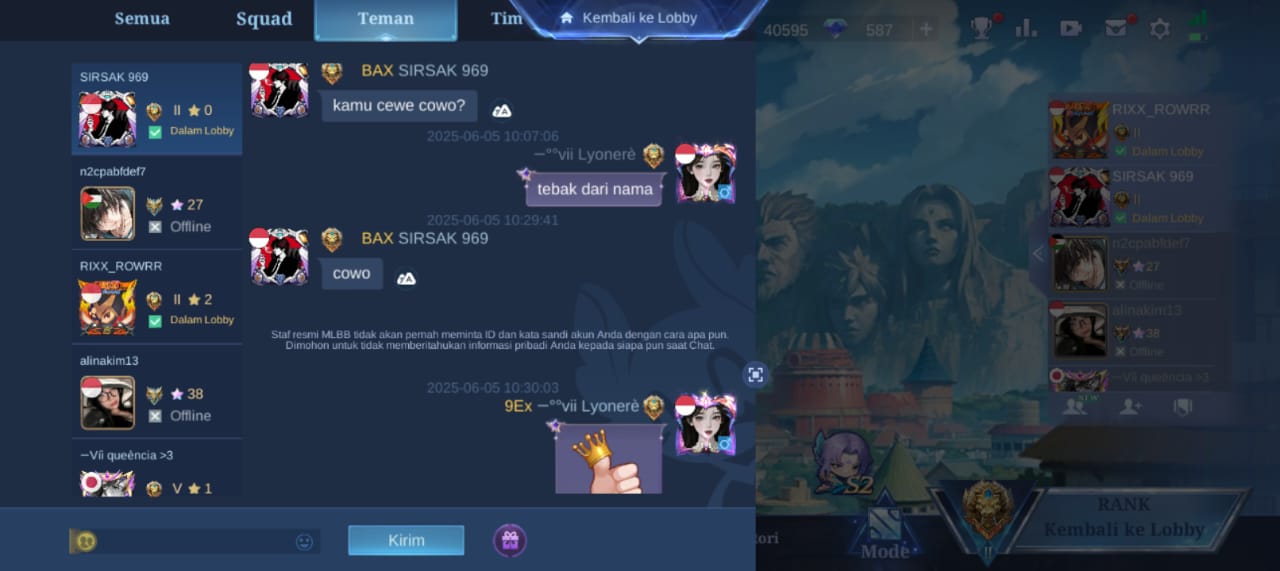 Semua
Squad
Teman
Tim
Kembali ke Lobby
40595
587
SIRSAK 969
II ★ 0
Dalam Lobby
n2cpabfdef7
27
Offline
RIXX_ROWRR
II ★ 2
Dalam Lobby
alinakim13
38
Offline
—Víi queència >3
V ★ 1
BAX SIRSAK 969
kamu cewe cowo?
2025-06-05 10:07:06
—°°vii Lyonerè
tebak dari nama
2025-06-05 10:29:41
BAX SIRSAK 969
cowo
Staf resmi MLBB tidak akan pernah meminta ID dan kata sandi akun Anda dengan cara apa pun.
Dimohon untuk tidak memberitahukan informasi pribadi Anda kepada siapa pun saat Chat.
2025-06-05 10:30:03
9Ex —°°vii Lyonerè
Kirim
RIXX_ROWRR
II
Dalam Lobby
SIRSAK 969
II
Dalam Lobby
n2cpabfdef7
27
Offline
alinakim13
38
Offline
—Víi queència >3
NEW
S2
tori
Mode
II
RANK
Kembali ke Lobby